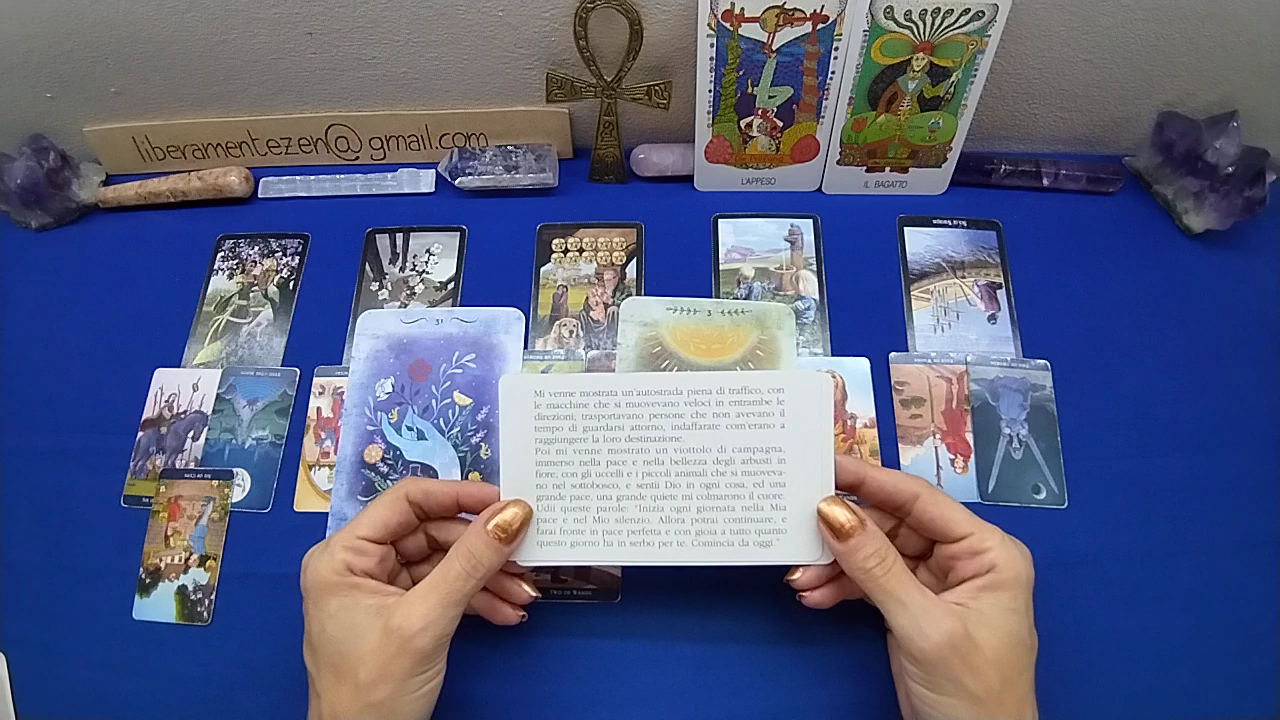 liberamentezen@gmail.com
L'APPESO
IL BAGATTO
31
3
Mi venne mostrata un'autostrada piena di traffico, con
le macchine che si muovevano veloci in entrambe le
direzioni; trasportavano persone che non avevano il
tempo di guardarsi attorno, indaffarate com'erano a
raggiungere la loro destinazione.
Poi mi venne mostrato un viottolo di campagna,
immerso nella pace e nella bellezza degli arbusti in
fiore, con gli uccelli e i piccoli animali che si muoveva-
no nel sottobosco, e sentii Dio in ogni cosa, ed una
grande pace, una grande quiete mi colmarono il cuore.
Udii queste parole: "Inizia ogni giornata nella Mia
pace e nel Mio silenzio. Allora potrai continuare, e
farai fronte in pace perfetta e con gioia a tutto quanto
questo giorno ha in serbo per te. Comincia da oggi."
SIX OF CUPS
TWO OF WANDS